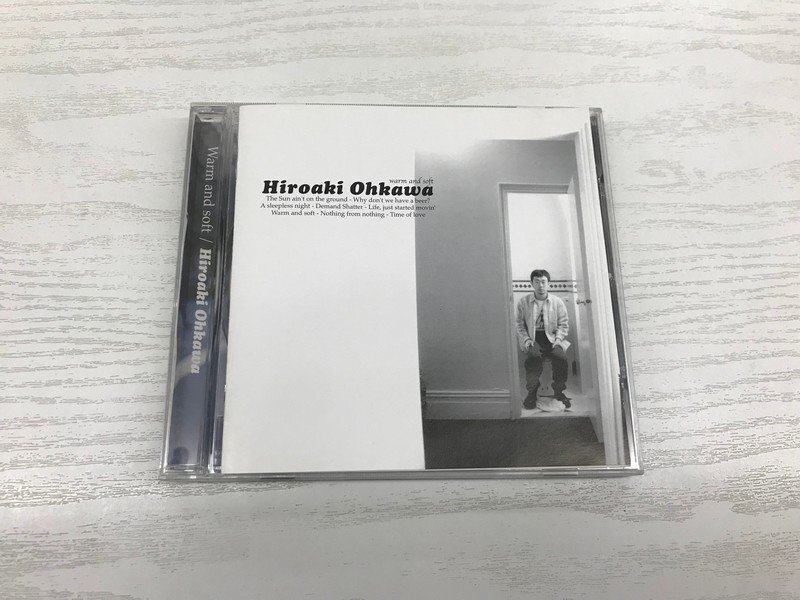 warm and soft
Hiroaki Ohkawa
The Sun ain't on the ground - Why don't we have a beer?
A sleepless night - Demand Shatter - Life, just started movin'
Warm and soft - Nothing from nothing - Time of love
Warm and soft / Hiroaki Ohkawa